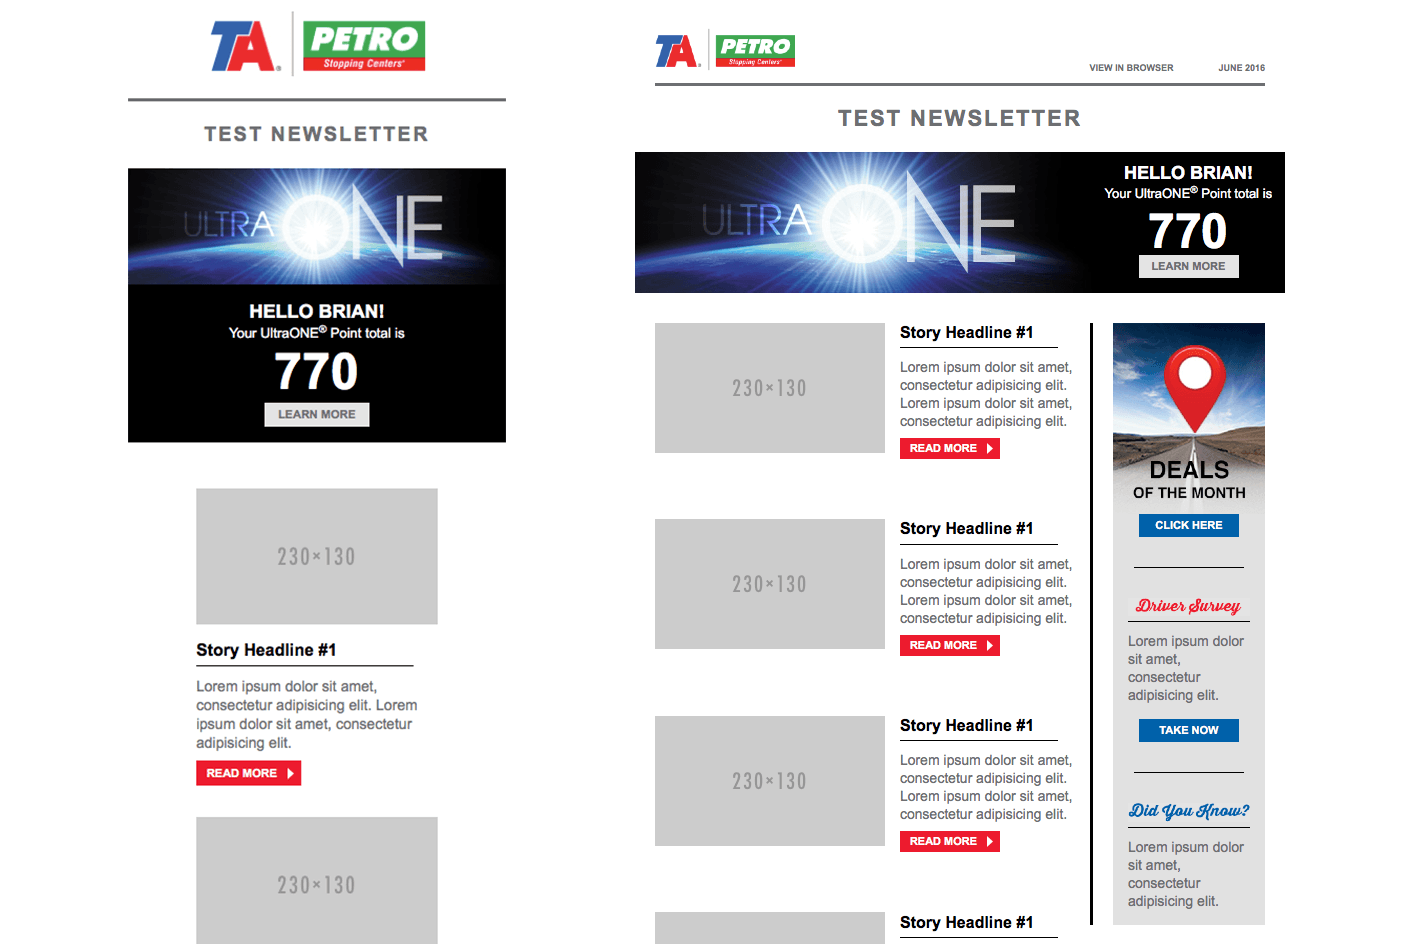 TA
PETRO
Stopping Centers®
TEST NEWSLETTER
ULTRAONE
HELLO BRIAN!
Your UltraONE® Point total is
770
LEARN MORE
230×130
Story Headline #1
Lorem ipsum dolor sit amet,
consectetur adipisicing elit. Lorem
ipsum dolor sit amet, consectetur
adipisicing elit.
READ MORE
230×130
TA
PETRO
Stopping Centers®
VIEW IN BROWSER
JUNE 2016
TEST NEWSLETTER
ULTRAONE
HELLO BRIAN!
Your UltraONE® Point total is
770
LEARN MORE
230×130
Story Headline #1
Lorem ipsum dolor sit amet,
consectetur adipisicing elit.
Lorem ipsum dolor sit amet,
consectetur adipisicing elit.
READ MORE
230×130
Story Headline #1
Lorem ipsum dolor sit amet,
consectetur adipisicing elit.
Lorem ipsum dolor sit amet,
consectetur adipisicing elit.
READ MORE
230×130
Story Headline #1
Lorem ipsum dolor sit amet,
consectetur adipisicing elit.
Lorem ipsum dolor sit amet,
consectetur adipisicing elit.
READ MORE
Story Headline #1
DEALS
OF THE MONTH
CLICK HERE
Driver Survey
Lorem ipsum dolor
sit amet,
consectetur
adipisicing elit.
TAKE NOW
Did You Know?
Lorem ipsum dolor
sit amet,
consectetur
adipisicing elit.